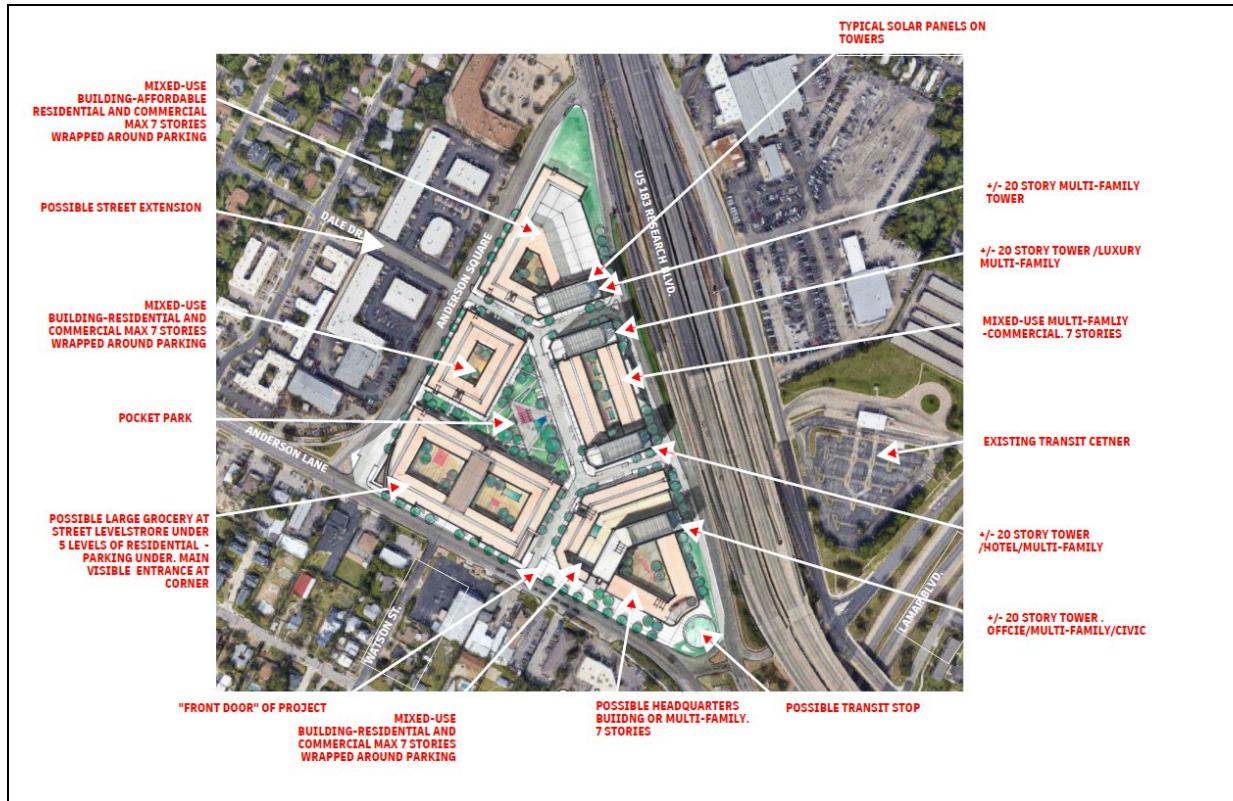 TYPICAL SOLAR PANELS ON
TOWERS
MIXED-USE
BUILDING-AFFORDABLE
RESIDENTIAL AND COMMERCIAL
MAX 7 STORIES
WRAPPED AROUND PARKING
POSSIBLE STREET EXTENSION
MIXED-USE
BUILDING-RESIDENTIAL AND
COMMERCIAL MAX 7 STORIES
WRAPPED AROUND PARKING
POCKET PARK
POSSIBLE LARGE GROCERY AT
STREET LEVELSTRORE UNDER
5 LEVELS OF RESIDENTIAL -
PARKING UNDER. MAIN
VISIBLE ENTRANCE AT
CORNER
DALE DR.
ANDERSON SQUARE
US 183 RESEARCH BLVD.
ANDERSON LANE
WATSON ST.
LAMAR BLVD.
+/- 20 STORY MULTI-FAMILY
TOWER
+/- 20 STORY TOWER /LUXURY
MULTI-FAMILY
MIXED-USE MULTI-FAMLIY
-COMMERCIAL. 7 STORIES
EXISTING TRANSIT CETNER
+/- 20 STORY TOWER
/HOTEL/MULTI-FAMILY
+/- 20 STORY TOWER .
OFFCIE/MULTI-FAMILY/CIVIC
"FRONT DOOR" OF PROJECT
MIXED-USE
BUILDING-RESIDENTIAL AND
COMMERCIAL MAX 7 STORIES
WRAPPED AROUND PARKING
POSSIBLE HEADQUARTERS
BUIIDNG OR MULTI-FAMILY.
7 STORIES
POSSIBLE TRANSIT STOP